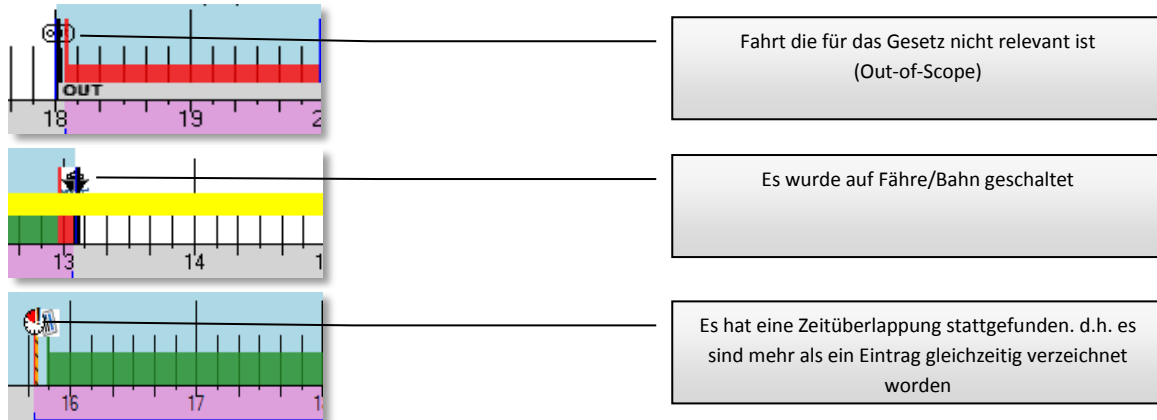 Fahrt die für das Gesetz nicht relevant ist
(Out-of-Scope)
OUT
18 19 2
Es wurde auf Fähre/Bahn geschaltet
13 14 1
Es hat eine Zeitüberlappung stattgefunden. d.h. es
sind mehr als ein Eintrag gleichzeitig verzeichnet
worden
16 17 1